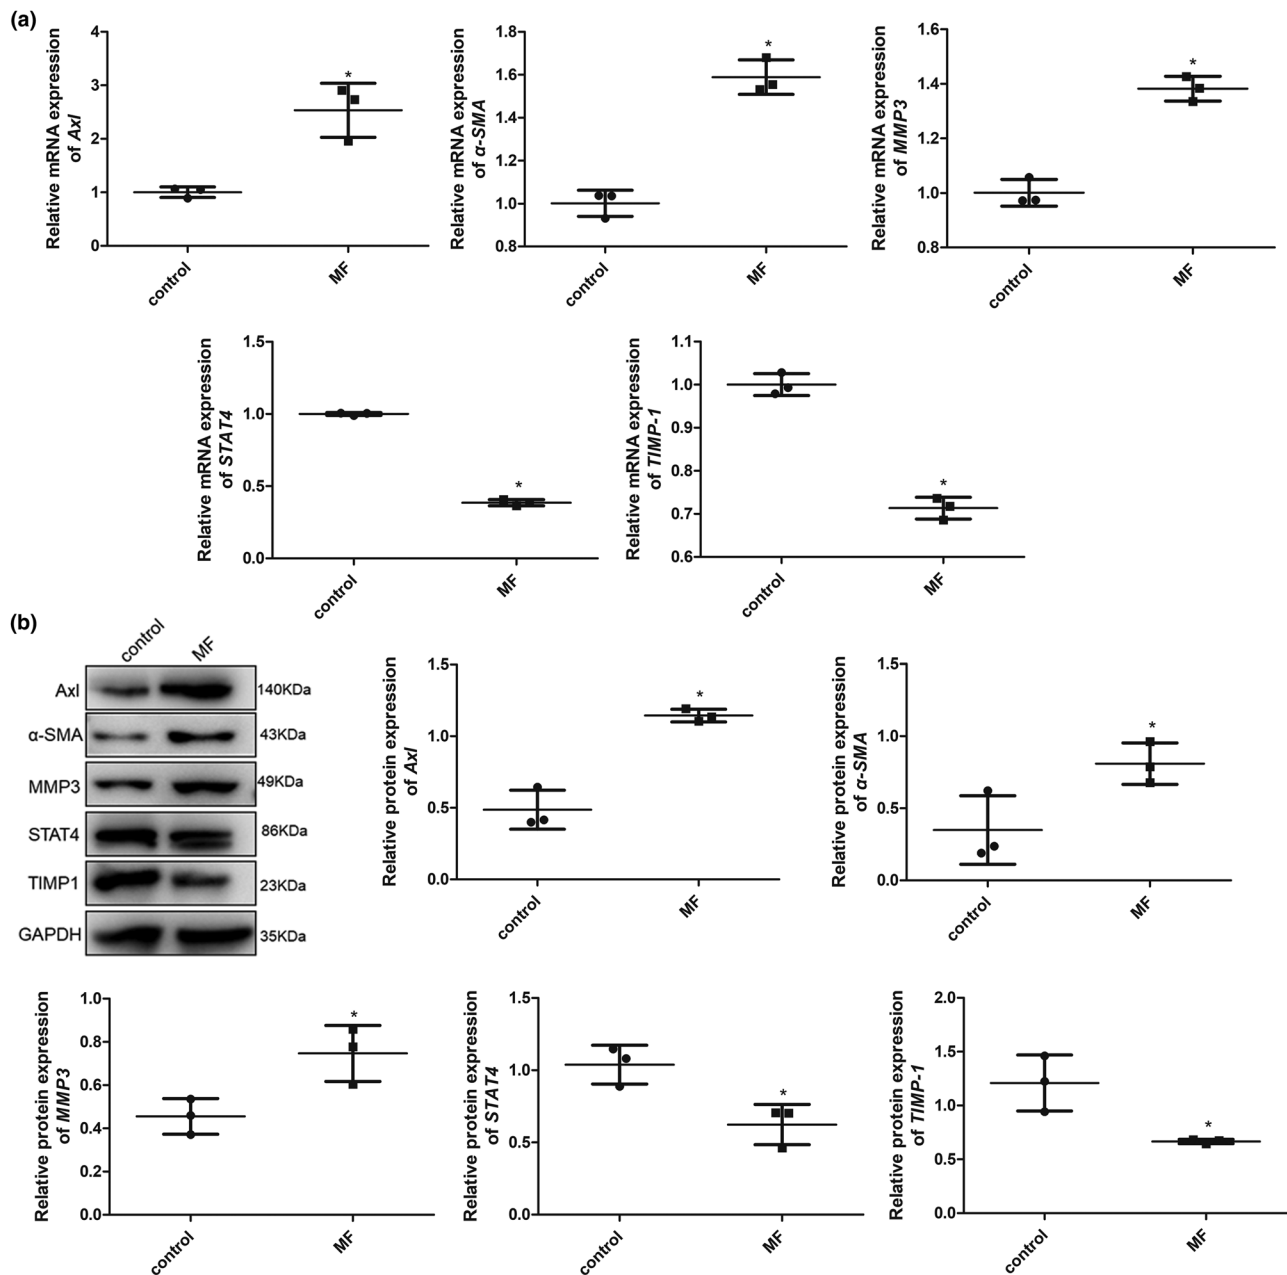 (a)
Relative mRNA expression
of Axl
4
3
2
1
0
*
control
MF
Relative mRNA expression
of α-SMA
1.8
1.6
1.4
1.2
1.0
0.8
*
control
MF
Relative mRNA expression
of MMP3
1.6
1.4
1.2
1.0
0.8
*
control
MF
Relative mRNA expression
of STAT4
1.5
1.0
0.5
0.0
*
control
MF
Relative mRNA expression
of TIMP-1
1.1
1.0
0.9
0.8
0.7
0.6
*
control
MF
(b)
control MF
Axl 140KDa
α-SMA 43KDa
MMP3 49KDa
STAT4 86KDa
TIMP1 23KDa
GAPDH 35KDa
Relative protein expression
of Axl
1.5
1.0
0.5
0.0
*
control
MF
Relative protein expression
of α-SMA
1.5
1.0
0.5
0.0
*
control
MF
Relative protein expression
of MMP3
1.0
0.8
0.6
0.4
0.2
0.0
*
control
MF
Relative protein expression
of STAT4
1.5
1.0
0.5
0.0
*
control
MF
Relative protein expression
of TIMP-1
2.0
1.5
1.0
0.5
0.0
*
control
MF